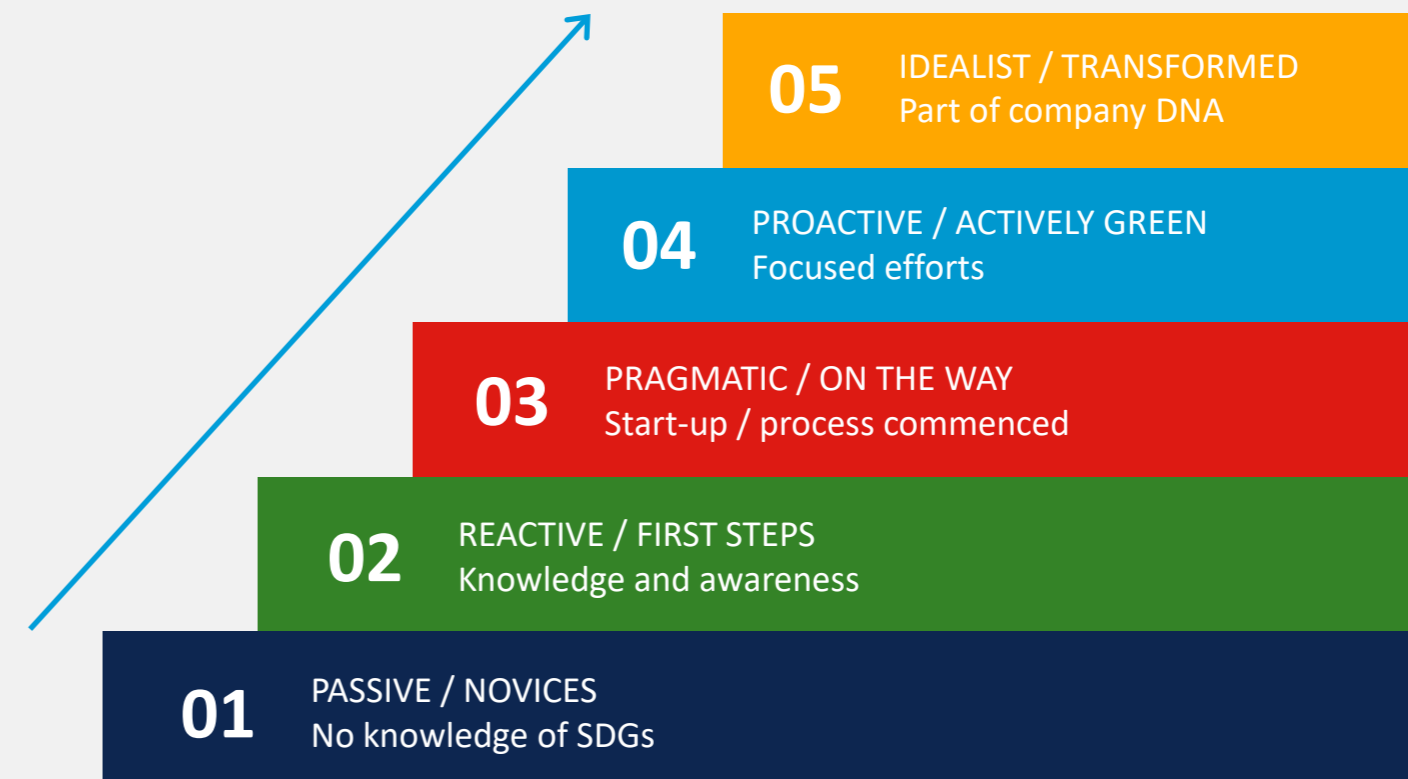 05
IDEALIST / TRANSFORMED
Part of company DNA
04
PROACTIVE / ACTIVELY GREEN
Focused efforts
03
PRAGMATIC / ON THE WAY
Start-up / process commenced
02
REACTIVE / FIRST STEPS
Knowledge and awareness
01
PASSIVE / NOVICES
No knowledge of SDGs